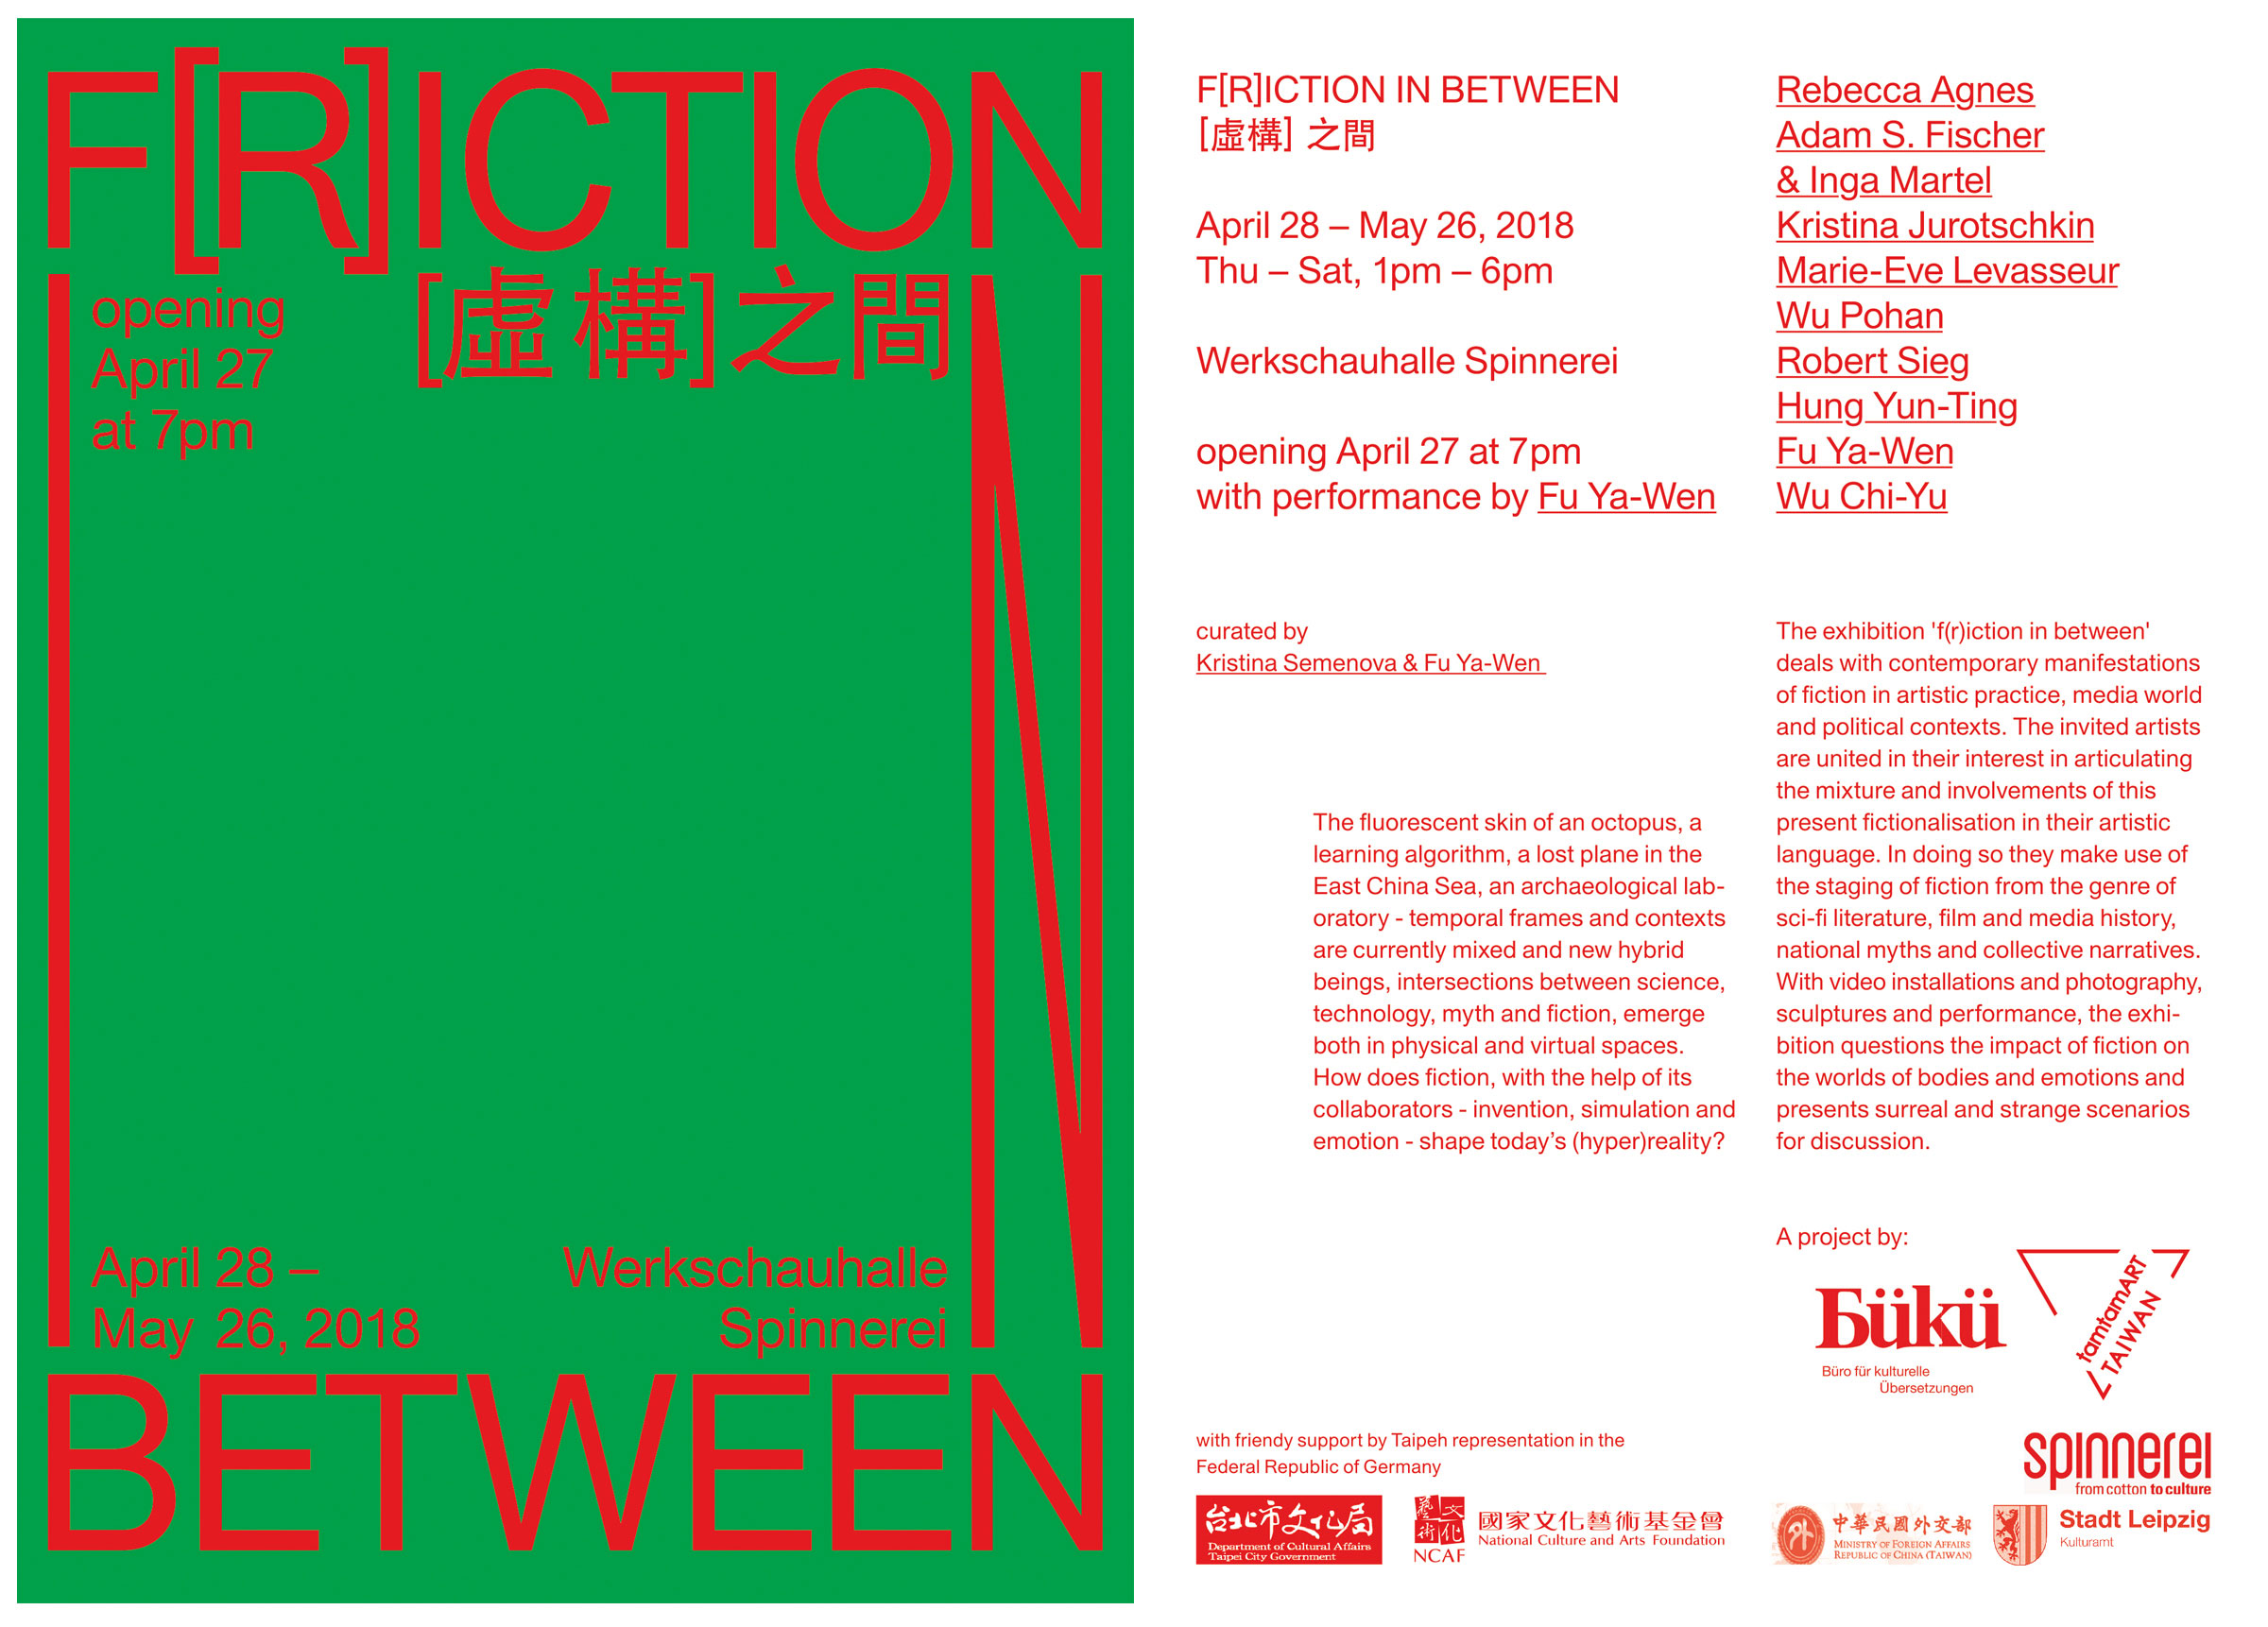 F[R]ICTION
IN
[虛構]之間
opening
April 27
at 7pm
April 28 –
May 26, 2018
Werkschauhalle
Spinnerei
BETWEEN
F[R]ICTION IN BETWEEN
[虛構] 之間
April 28 – May 26, 2018
Thu – Sat, 1pm – 6pm
Werkschauhalle Spinnerei
opening April 27 at 7pm
with performance by Fu Ya-Wen
Rebecca Agnes
Adam S. Fischer
& Inga Martel
Kristina Jurotschkin
Marie-Eve Levasseur
Wu Pohan
Robert Sieg
Hung Yun-Ting
Fu Ya-Wen
Wu Chi-Yu
curated by
Kristina Semenova & Fu Ya-Wen
The fluorescent skin of an octopus, a
learning algorithm, a lost plane in the
East China Sea, an archaeological lab-
oratory - temporal frames and contexts
are currently mixed and new hybrid
beings, intersections between science,
technology, myth and fiction, emerge
both in physical and virtual spaces.
How does fiction, with the help of its
collaborators - invention, simulation and
emotion - shape today’s (hyper)reality?
The exhibition 'f(r)iction in between'
deals with contemporary manifestations
of fiction in artistic practice, media world
and political contexts. The invited artists
are united in their interest in articulating
the mixture and involvements of this
present fictionalisation in their artistic
language. In doing so they make use of
the staging of fiction from the genre of
sci-fi literature, film and media history,
national myths and collective narratives.
With video installations and photography,
sculptures and performance, the exhi-
bition questions the impact of fiction on
the worlds of bodies and emotions and
presents surreal and strange scenarios
for discussion.
A project by:
Бükü
Büro für kulturelle
Übersetzungen
tamtamART
TAIWAN
spinnerei
from cotton to culture
with friendy support by Taipeh representation in the
Federal Republic of Germany
台北市文化局
Department of Cultural Affairs
Taipei City Government
藝文
術化
NCAF
國家文化藝術基金會
National Culture and Arts Foundation
外
中華民國外交部
MINISTRY OF FOREIGN AFFAIRS
REPUBLIC OF CHINA (TAIWAN)
Stadt Leipzig
Kulturamt